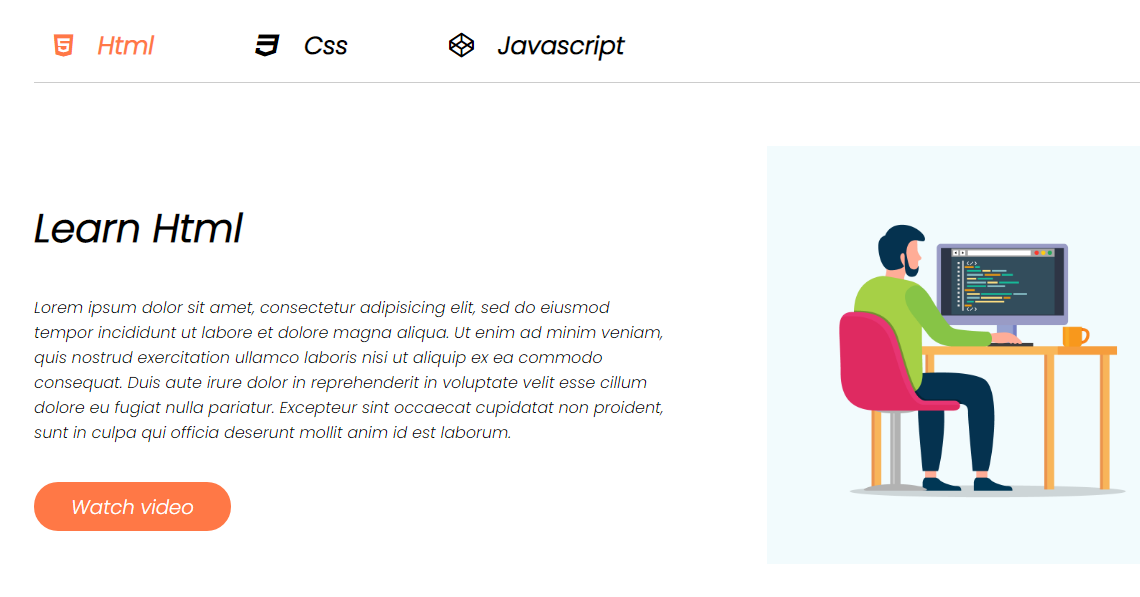 Html
Css
Javascript
Learn Html
Lorem ipsum dolor sit amet, consectetur adipisicing elit, sed do eiusmod
tempor incididunt ut labore et dolore magna aliqua. Ut enim ad minim veniam,
quis nostrud exercitation ullamco laboris nisi ut aliquip ex ea commodo
consequat. Duis aute irure dolor in reprehenderit in voluptate velit esse cillum
dolore eu fugiat nulla pariatur. Excepteur sint occaecat cupidatat non proident,
sunt in culpa qui officia deserunt mollit anim id est laborum.
Watch video